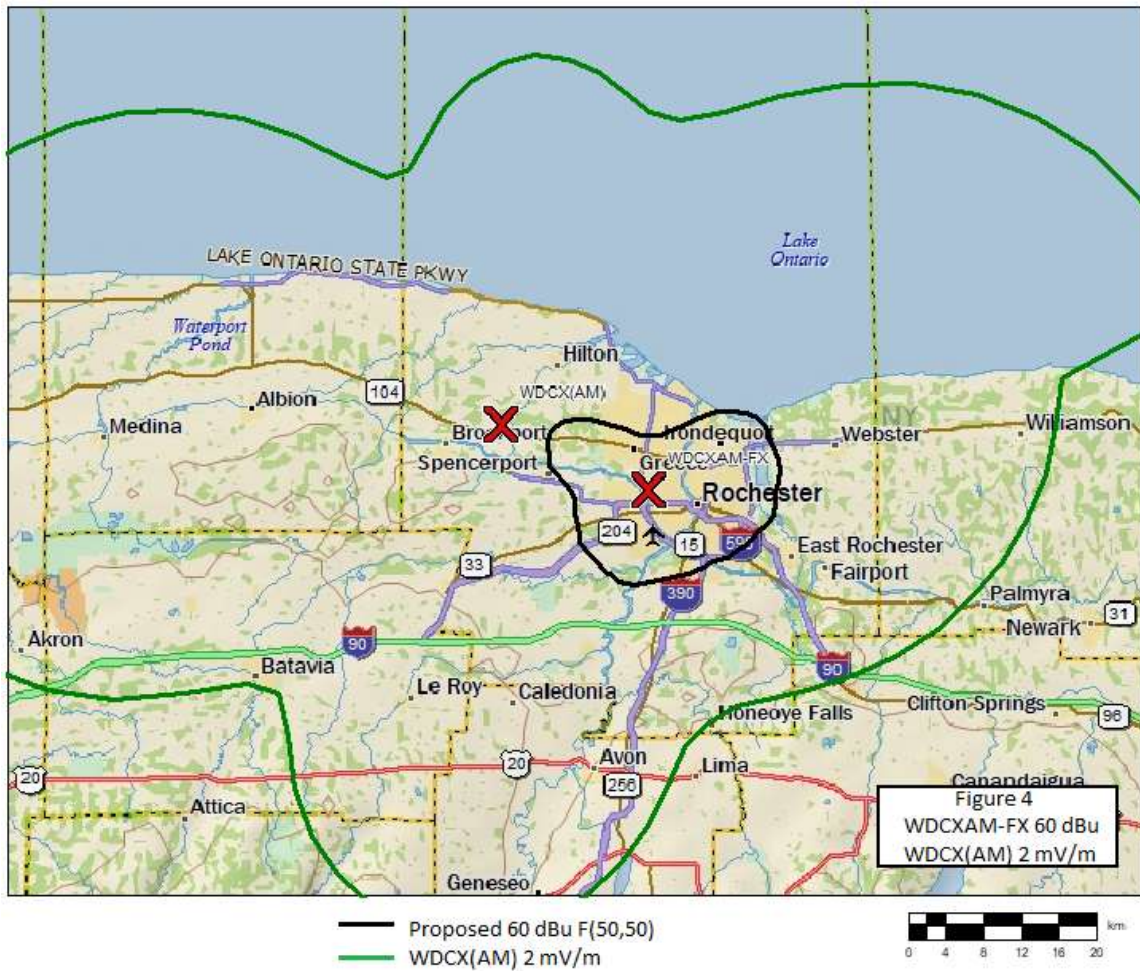 Lake
Ontario
LAKE ONTARIO STATE PKWY
Waterport
Pond
Hilton
104
WDCX(AM)
Albion
NY
Medina
Brockport
Irondequoit
Webster
Williamson
Spencerport
Greece
WDCXAM-FX
Rochester
204
15
590
33
East Rochester
Fairport
390
Palmyra
31
Newark
Akron
90
Batavia
90
Le Roy
Caledonia
Honeoye Falls
Clifton Springs
96
20
20
Avon
Lima
256
Canandaigua
Attica
Geneseo
Figure 4
WDCXAM-FX 60 dBu
WDCX(AM) 2 mV/m
Proposed 60 dBu F(50,50)
WDCX(AM) 2 mV/m
km
0 4 8 12 16 20